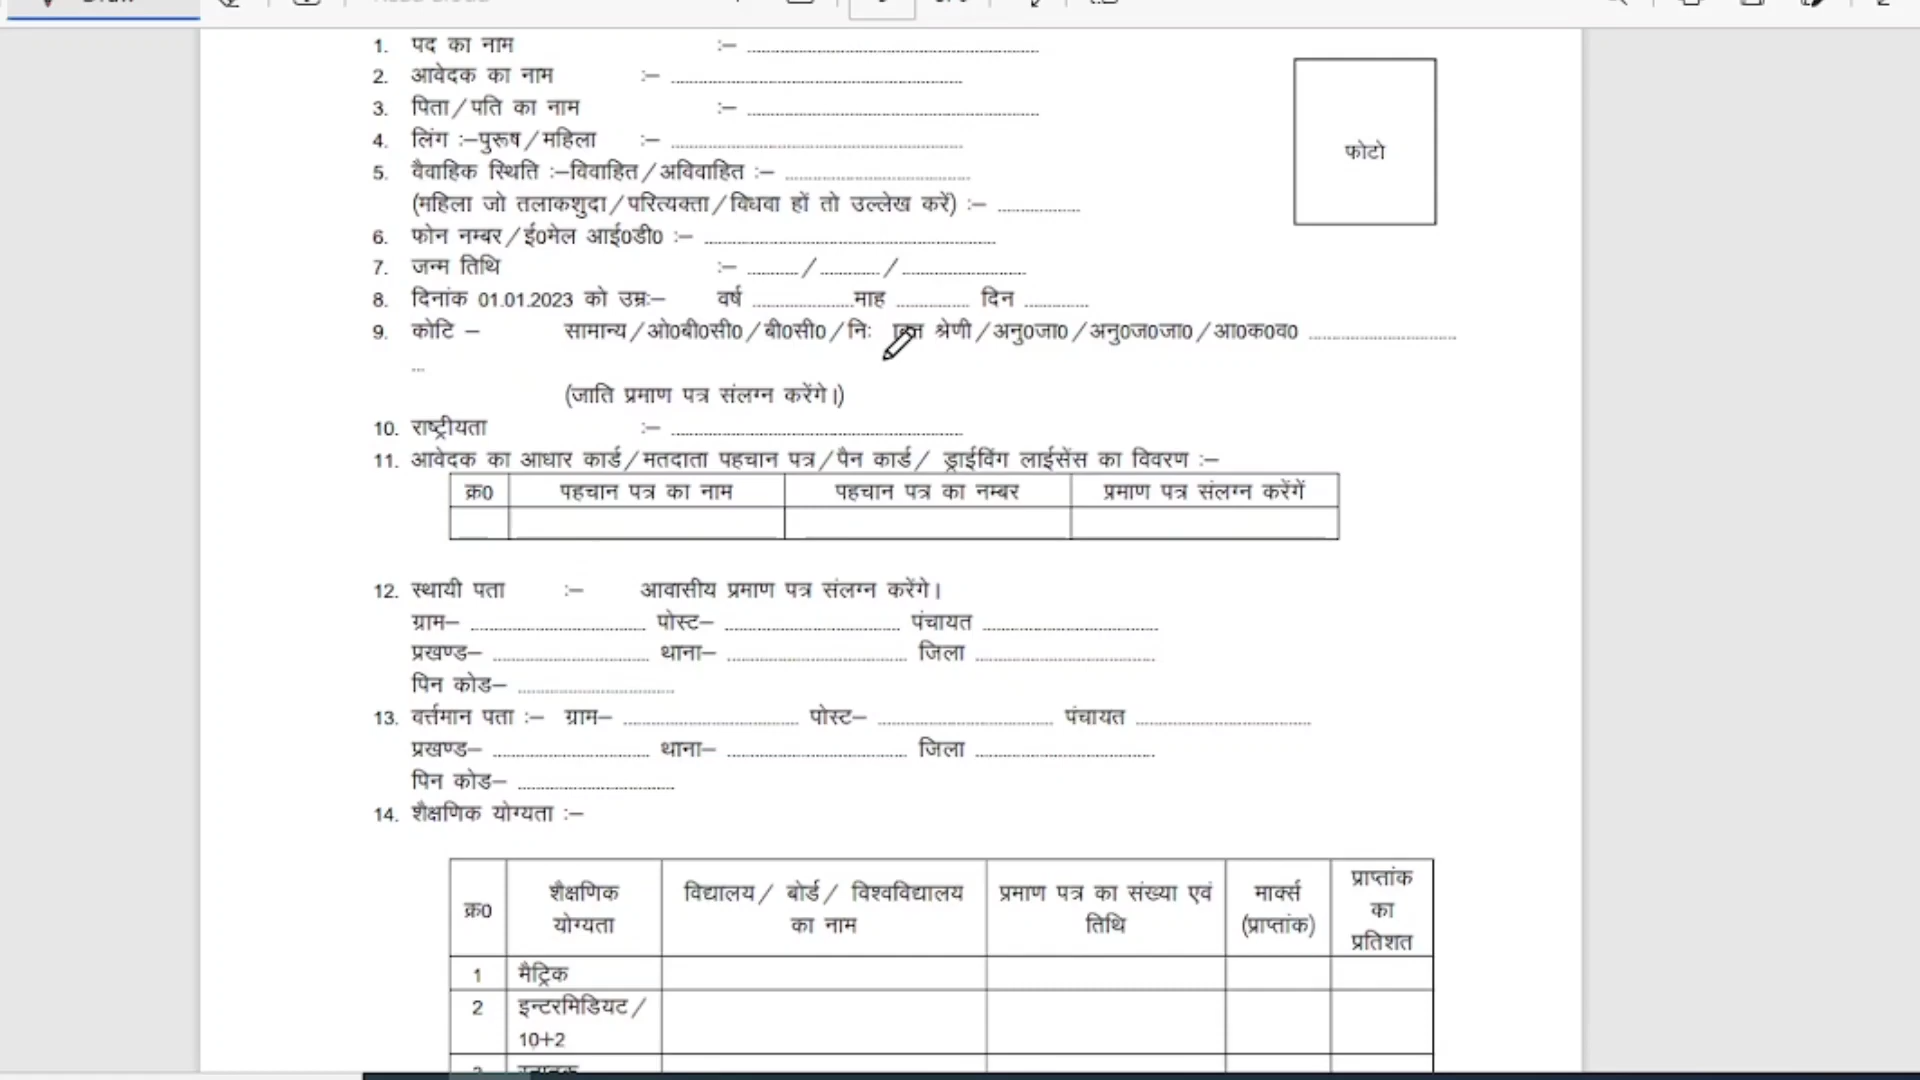 1. पद का नाम :–
2. आवेदक का नाम :–
3. पिता/पति का नाम :–
फोटो
4. लिंग :–पुरूष/महिला :–
5. वैवाहिक स्थिति :–विवाहित/अविवाहित :–
(महिला जो तलाकशुदा/परित्यक्ता/विधवा हों तो उल्लेख करें) :–
6. फोन नम्बर/ई0मेल आई0डी0 :–
7. जन्म तिथि :– / /
8. दिनांक 01.01.2023 को उम्रः– वर्ष माह दिन
9. कोटि – सामान्य/ओ0बी0सी0/बी0सी0/निः श्रेणी/अनु0जा0/अनु0ज0जा0/आ0क0व0
...
(जाति प्रमाण पत्र संलग्न करेंगे।)
10. राष्ट्रीयता :–
11. आवेदक का आधार कार्ड/मतदाता पहचान पत्र/पैन कार्ड/ ड्राईविंग लाईसेंस का विवरण :–
क्र0 पहचान पत्र का नाम पहचान पत्र का नम्बर प्रमाण पत्र संलग्न करेंगें
12. स्थायी पता :– आवासीय प्रमाण पत्र संलग्न करेंगे।
ग्राम– पोस्ट– पंचायत
प्रखण्ड– थाना– जिला
पिन कोड–
13. वर्त्तमान पता :– ग्राम– पोस्ट– पंचायत
प्रखण्ड– थाना– जिला
पिन कोड–
14. शैक्षणिक योग्यता :–
क्र0 शैक्षणिक योग्यता विद्यालय/ बोर्ड/ विश्वविद्यालय का नाम प्रमाण पत्र का संख्या एवं तिथि मार्क्स (प्राप्तांक) प्राप्तांक का प्रतिशत
1 मैट्रिक
2 इन्टरमिडियट/
10+2